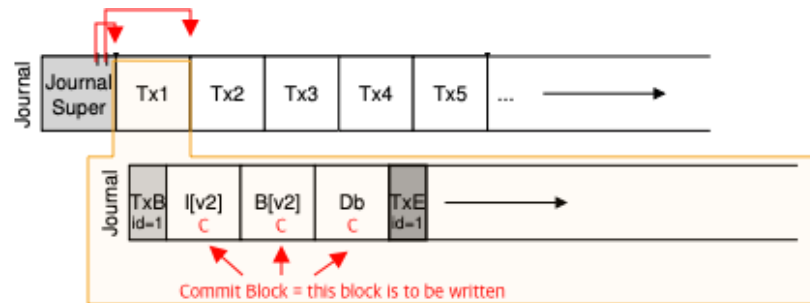 Journal
Journal Super
Tx1
Tx2
Tx3
Tx4
Tx5
...
Journal
TxB
id=1
I[v2]
C
B[v2]
C
Db
C
TxE
id=1
Commit Block = this block is to be written